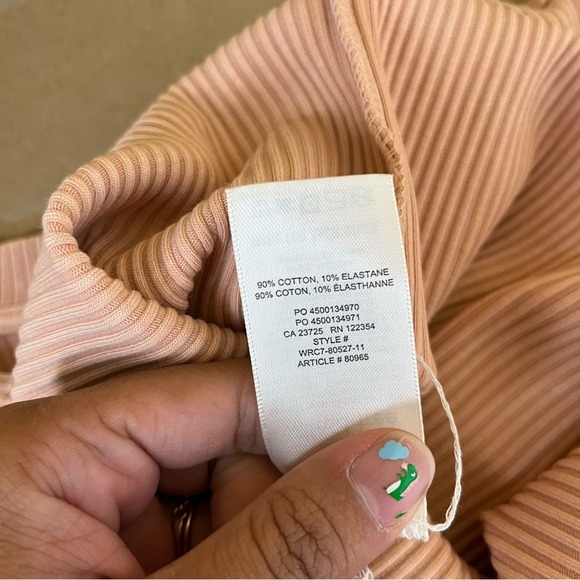 90% COTTON, 10% ELASTANE
90% COTON, 10% ÉLASTHANNE
PO 4500134970
PO 4500134971
CA 23725 RN 122354
STYLE #
WRC7-80527-11
ARTICLE # 80965